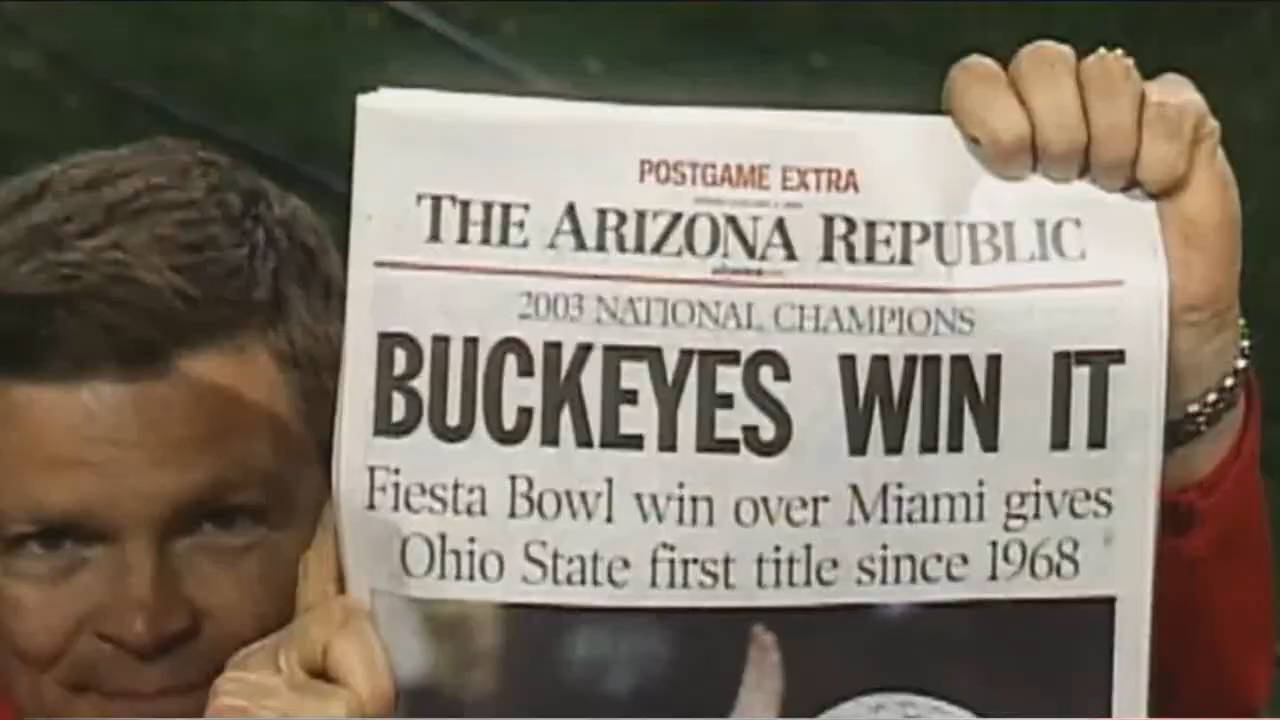 POSTGAME EXTRA
THE ARIZONA REPUBLIC
2003 NATIONAL CHAMPIONS
BUCKEYES WIN IT
Fiesta Bowl win over Miami gives
Ohio State first title since 1968